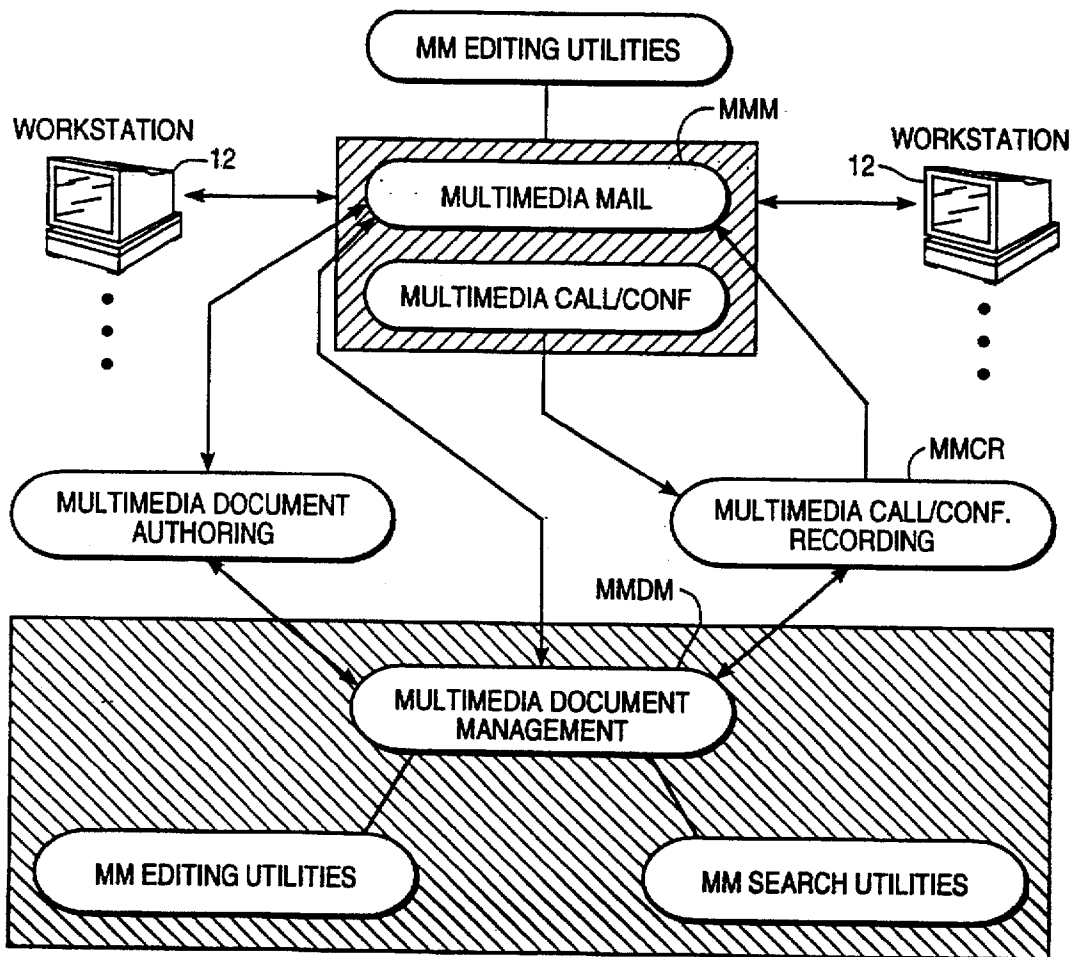 MM EDITING UTILITIES
MMM
WORKSTATION
12
WORKSTATION
12
MULTIMEDIA MAIL
MULTIMEDIA CALL/CONF
MMCR
MULTIMEDIA DOCUMENT
AUTHORING
MULTIMEDIA CALL/CONF.
RECORDING
MMDM
MULTIMEDIA DOCUMENT
MANAGEMENT
MM EDITING UTILITIES
MM SEARCH UTILITIES